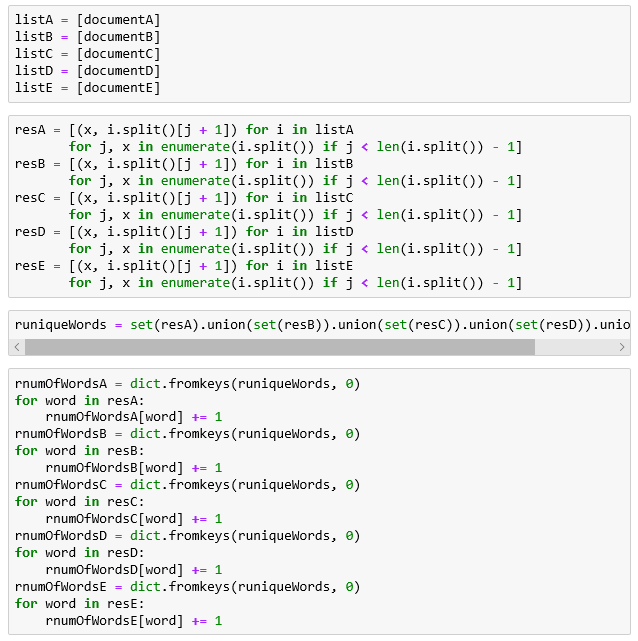 listA = [documentA]
listB = [documentB]
listC = [documentC]
listD = [documentD]
listE = [documentE]
resA = [(x, i.split()[j + 1]) for i in listA
       for j, x in enumerate(i.split()) if j < len(i.split()) - 1]
resB = [(x, i.split()[j + 1]) for i in listB
       for j, x in enumerate(i.split()) if j < len(i.split()) - 1]
resC = [(x, i.split()[j + 1]) for i in listC
       for j, x in enumerate(i.split()) if j < len(i.split()) - 1]
resD = [(x, i.split()[j + 1]) for i in listD
       for j, x in enumerate(i.split()) if j < len(i.split()) - 1]
resE = [(x, i.split()[j + 1]) for i in listE
       for j, x in enumerate(i.split()) if j < len(i.split()) - 1]
runiqueWords = set(resA).union(set(resB)).union(set(resC)).union(set(resD)).unio
rnumOfWordsA = dict.fromkeys(runiqueWords, 0)
for word in resA:
    rnumOfWordsA[word] += 1
rnumOfWordsB = dict.fromkeys(runiqueWords, 0)
for word in resB:
    rnumOfWordsB[word] += 1
rnumOfWordsC = dict.fromkeys(runiqueWords, 0)
for word in resC:
    rnumOfWordsC[word] += 1
rnumOfWordsD = dict.fromkeys(runiqueWords, 0)
for word in resD:
    rnumOfWordsD[word] += 1
rnumOfWordsE = dict.fromkeys(runiqueWords, 0)
for word in resE:
    rnumOfWordsE[word] += 1